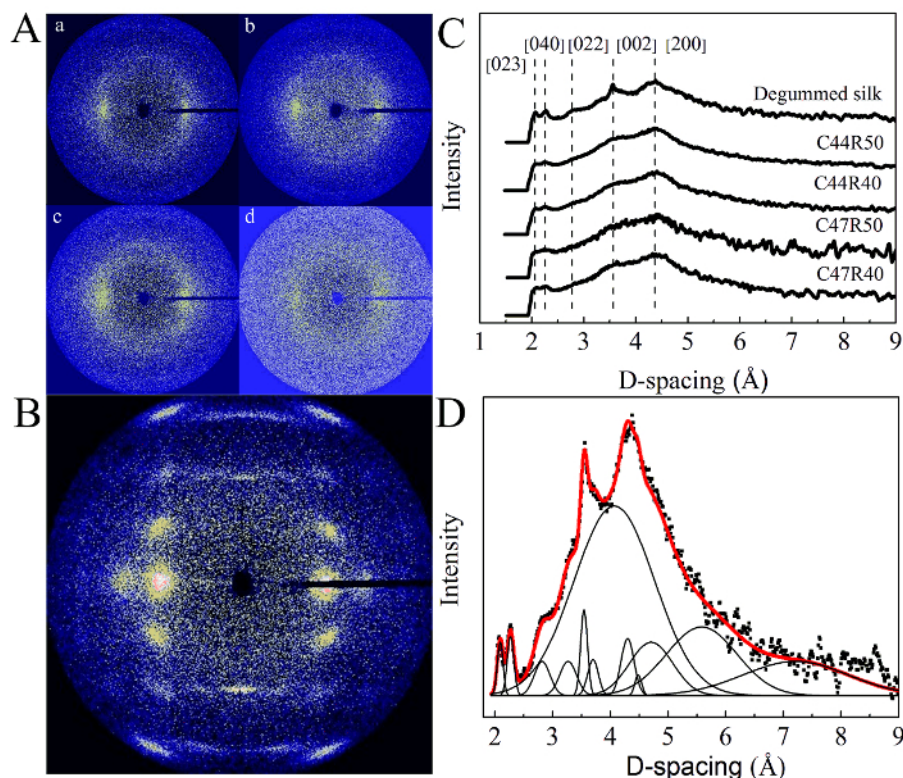 A
a
b
c
d
B
C
[023]
[040]
[022]
[002]
[200]
Degummed silk
C44R50
C44R40
C47R50
C47R40
Intensity
1 2 3 4 5 6 7 8 9
D-spacing (Å)
D
Intensity
2 3 4 5 6 7 8 9
D-spacing (Å)